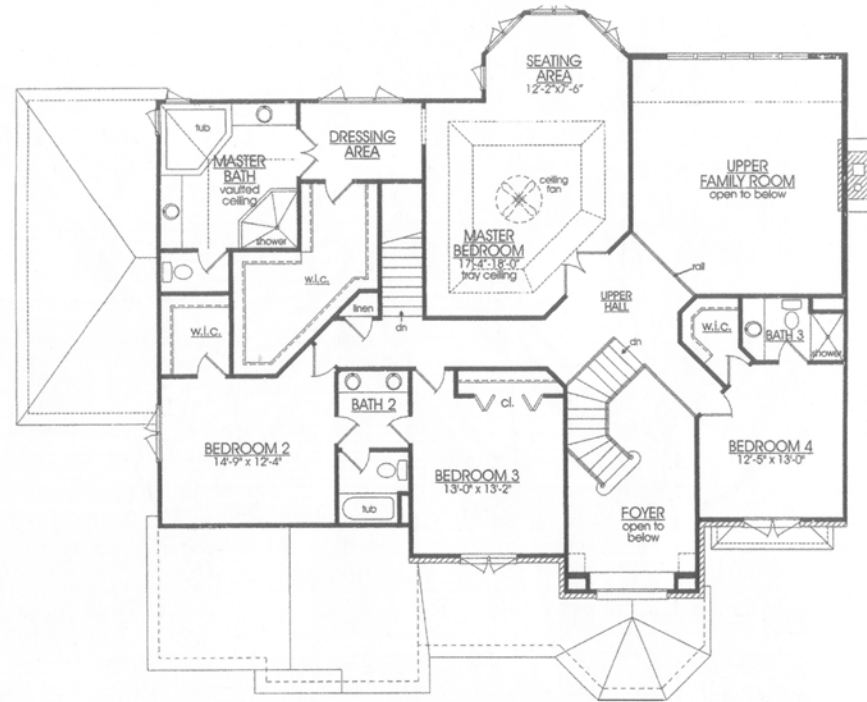 SEATING
AREA
12'-2"x7'-6"
tub
DRESSING
AREA
MASTER
BATH
vaulted
ceiling
UPPER
FAMILY ROOM
open to below
ceiling
fan
shower
MASTER
BEDROOM
17'-4"-18'-0"
tray ceiling
w.i.c.
rail
UPPER
HALL
linen
dn
w.i.c.
w.i.c.
BATH 3
shower
dn
BATH 2
cl.
BEDROOM 2
14'-9" x 12'-4"
BEDROOM 3
13'-0" x 13'-2"
BEDROOM 4
12'-5" x 13'-0"
tub
FOYER
open to
below